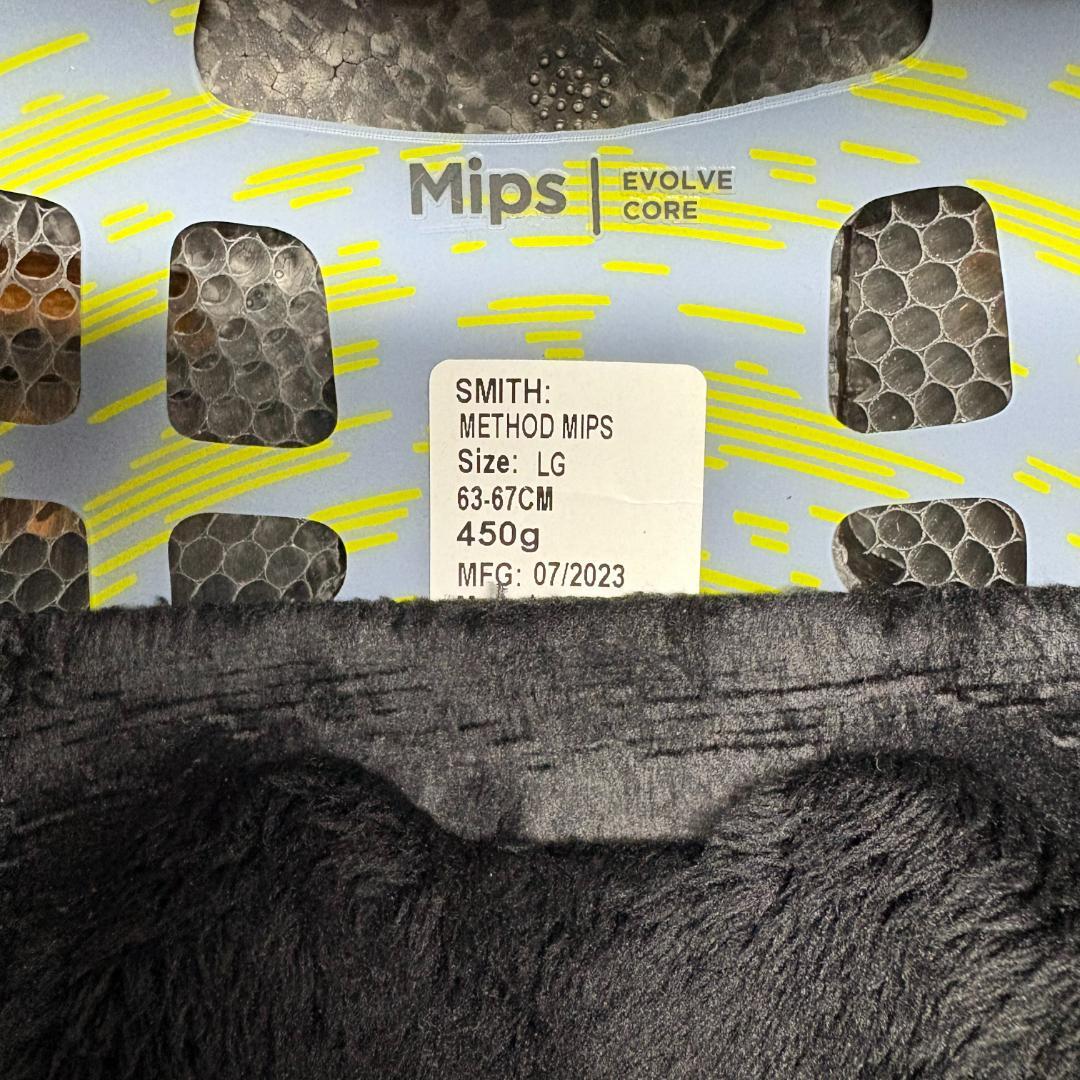 Mips | EVOLVE
CORE
SMITH:
METHOD MIPS
Size: LG
63-67CM
450g
MFG: 07/2023